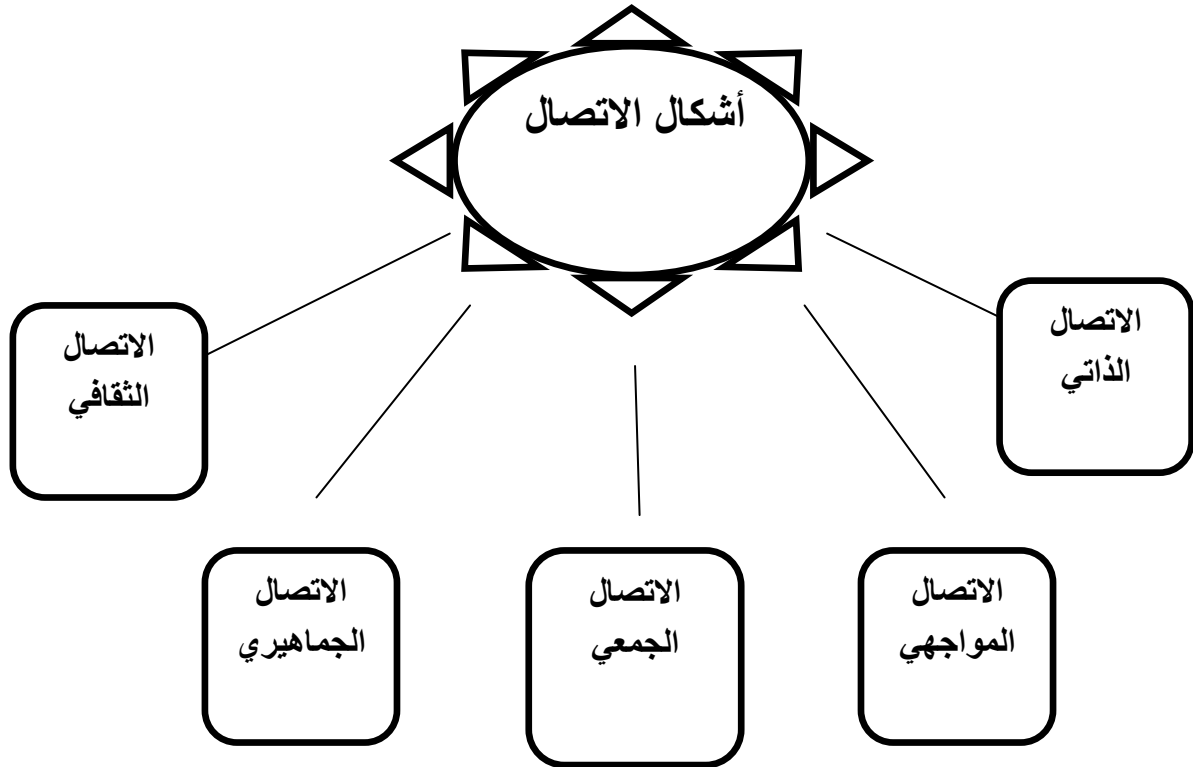 أشكال الاتصال
الاتصال
الذاتي
الاتصال
المواجهي
الاتصال
الجمعي
الاتصال
الجماهيري
الاتصال
الثقافي